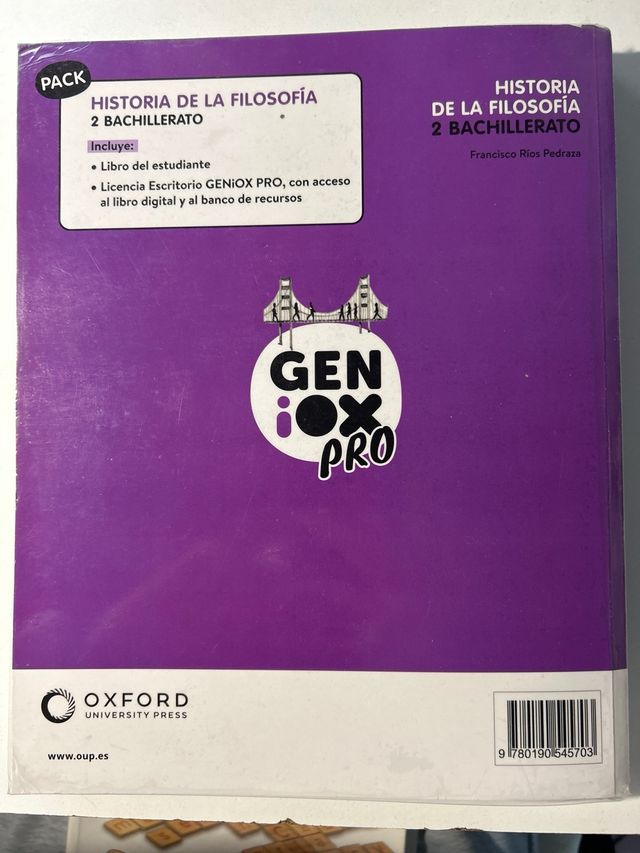 PACK
HISTORIA DE LA FILOSOFÍA
2 BACHILLERATO
Incluye:
• Libro del estudiante
• Licencia Escritorio GENiOX PRO, con acceso
al libro digital y al banco de recursos
HISTORIA
DE LA FILOSOFÍA
2 BACHILLERATO
Francisco Ríos Pedraza
GEN
iOX
PRO
OXFORD
UNIVERSITY PRESS
www.oup.es
9 780190 545703